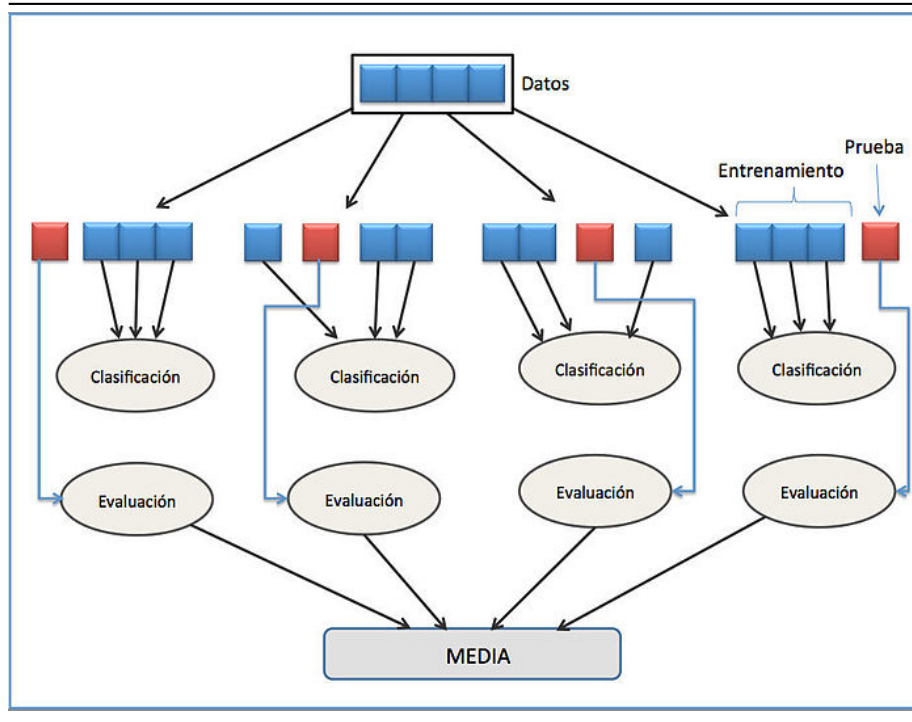 Datos
Prueba
Entrenamiento
Clasificación
Clasificación
Clasificación
Clasificación
Evaluación
Evaluación
Evaluación
Evaluación
MEDIA